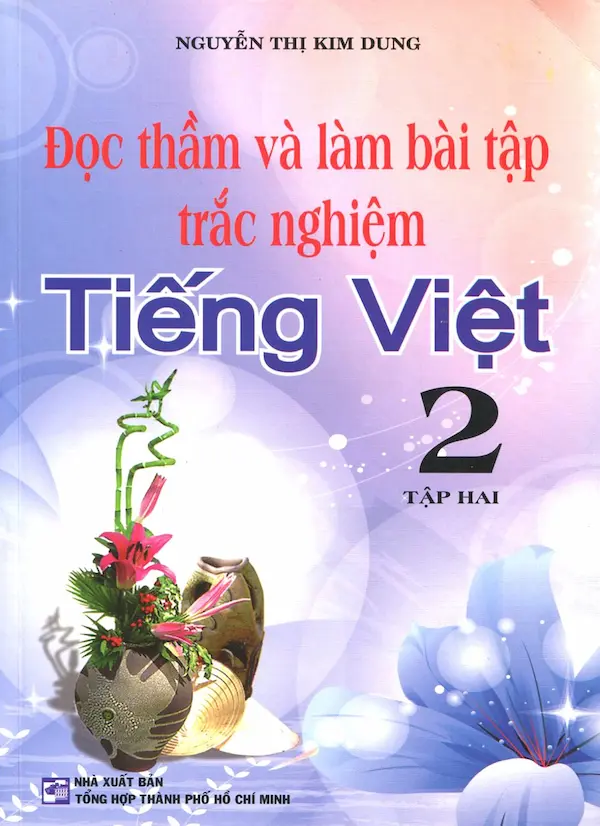 NGUYỄN THỊ KIM DUNG
Đọc thầm và làm bài tập
trắc nghiệm
Tiếng Việt
2
TẬP HAI
NHÀ XUẤT BẢN
TỔNG HỢP THÀNH PHỐ HỒ CHÍ MINH